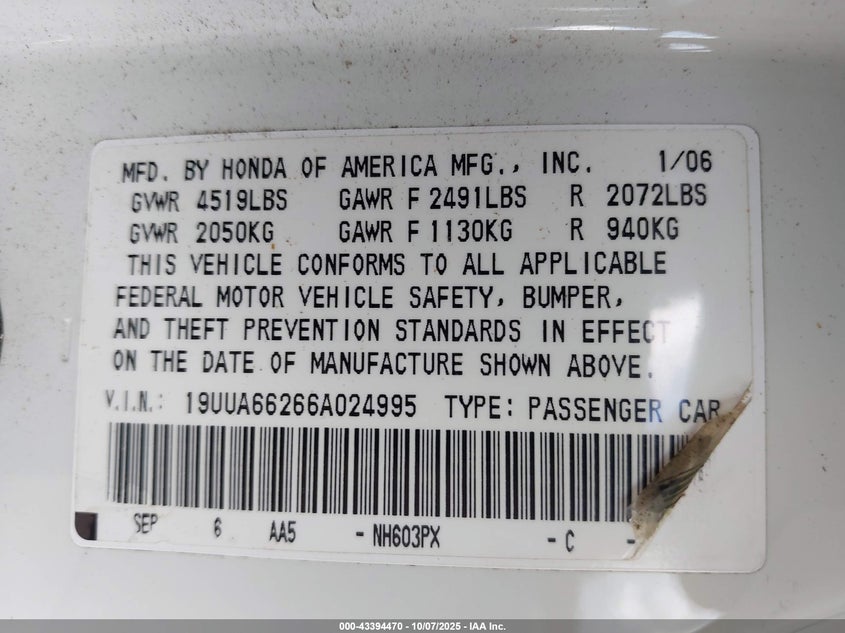 MFD. BY HONDA OF AMERICA MFG., INC. 1/06
GVWR 4519LBS GAWR F 2491LBS R 2072LBS
GVWR 2050KG GAWR F 1130KG R 940KG
THIS VEHICLE CONFORMS TO ALL APPLICABLE
FEDERAL MOTOR VEHICLE SAFETY, BUMPER,
AND THEFT PREVENTION STANDARDS IN EFFECT
ON THE DATE OF MANUFACTURE SHOWN ABOVE.
V.I.N.: 19UUA66266A024995 TYPE: PASSENGER CAR
SEP 6 AA5 - NH603PX - C -
000-43394470 - 10/07/2025 - IAA Inc.